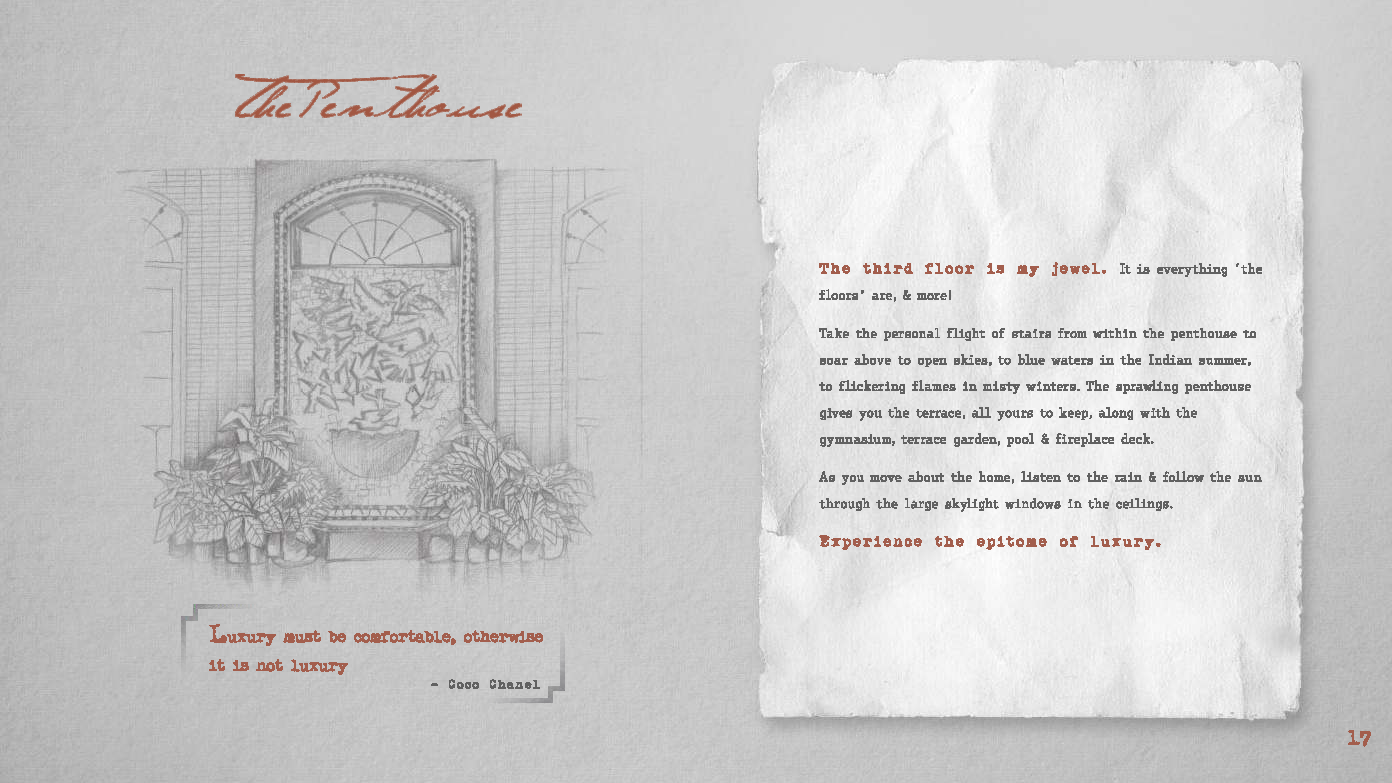 The Penthouse
Luxury must be comfortable, otherwise
it is not luxury
- Coco Chanel
The third floor is my jewel. It is everything 'the
floors' are, & more!
Take the personal flight of stairs from within the penthouse to
soar above to open skies, to blue waters in the Indian summer,
to flickering flames in misty winters. The sprawling penthouse
gives you the terrace, all yours to keep, along with the
gymnasium, terrace garden, pool & fireplace deck.
As you move about the home, listen to the rain & follow the sun
through the large skylight windows in the ceilings.
Experience the epitome of luxury.
17